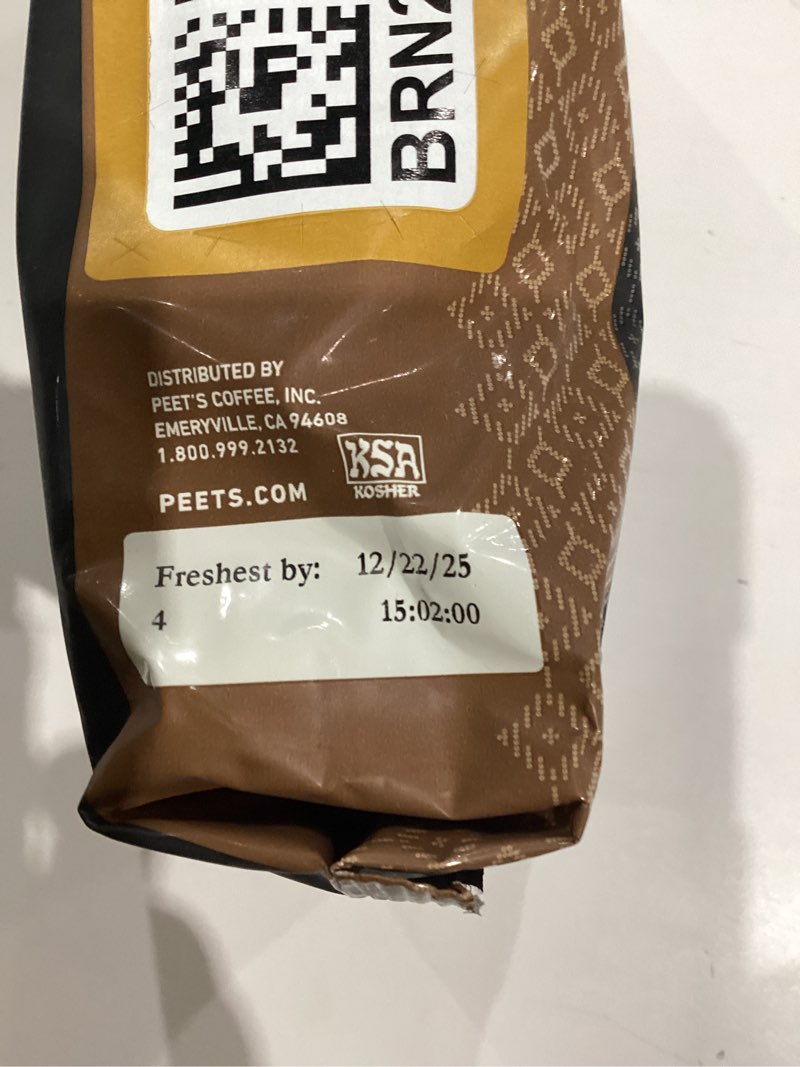 BRN2
DISTRIBUTED BY
PEET'S COFFEE, INC.
EMERYVILLE, CA 94608
1.800.999.2132
KSA
KOSHER
PEETS.COM
Freshest by: 12/22/25
4 15:02:00